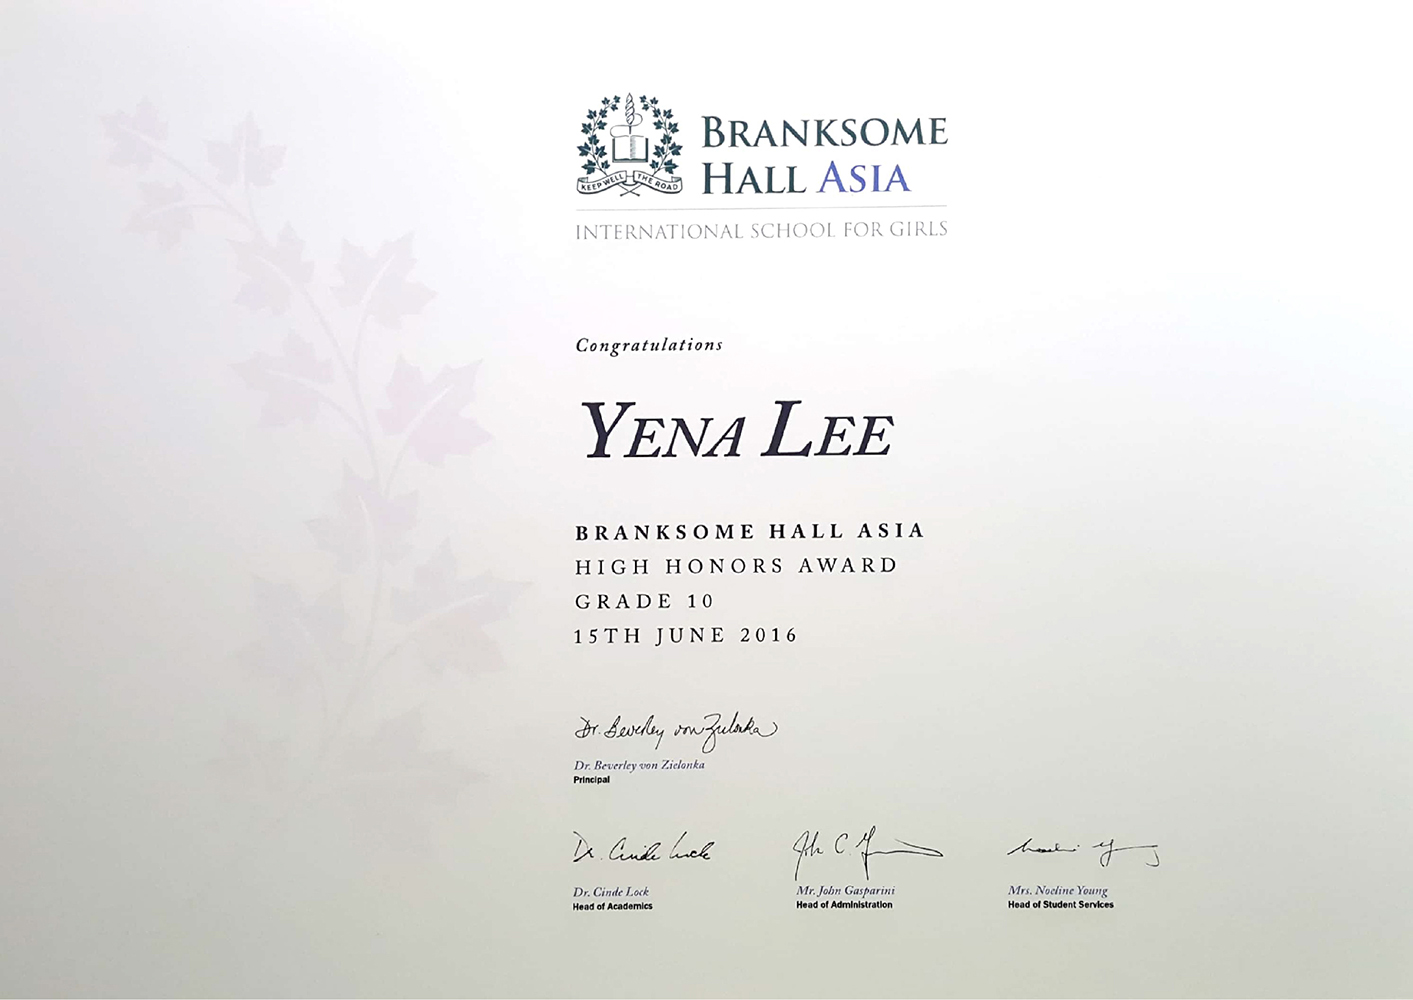 KEEP WELL THE ROAD
BRANKSOME
HALL ASIA
INTERNATIONAL SCHOOL FOR GIRLS
Congratulations
YENA LEE
BRANKSOME HALL ASIA
HIGH HONORS AWARD
GRADE 10
15TH JUNE 2016
Dr. Beverley von Zielonka
Dr. Beverley von Zielonka
Principal
Dr. Cinde Lock
Dr. Cinde Lock
Head of Academics
Mr. John Gasparini
Head of Administration
Mrs. Noeline Young
Head of Student Services